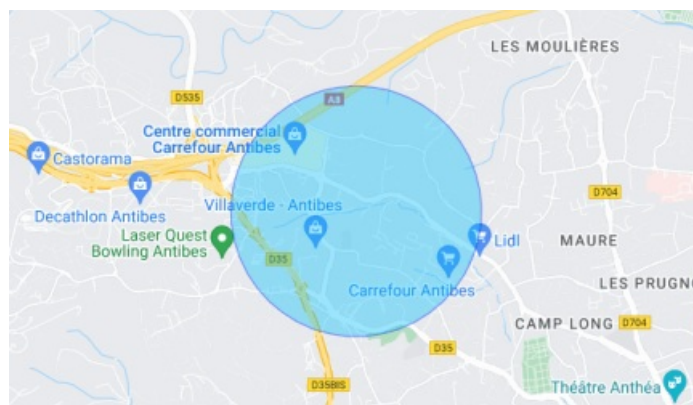 LES MOULIÈRES
D535
A8
Centre commercial
Carrefour Antibes
Castorama
Decathlon Antibes
D704
Villaverde - Antibes
Laser Quest
Bowling Antibes
Lidl
MAURE
D35
Carrefour Antibes
LES PRUGN
CAMP LONG
D704
D35
D35BIS
Théâtre Anthéa